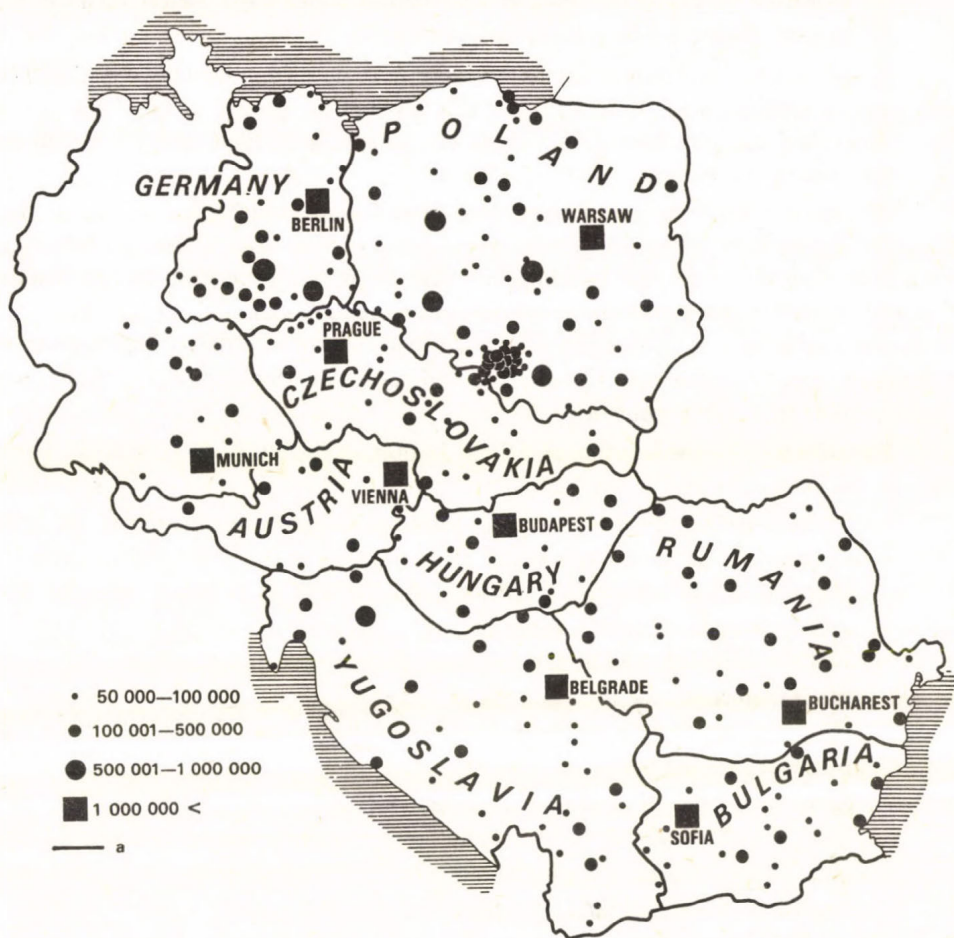 POLAND
GERMANY
BERLIN
WARSAW
PRAGUE
CZECHOSLOVAKIA
MUNICH
AUSTRIA
VIENNA
BUDAPEST
HUNGARY
RUMANIA
YUGOSLAVIA
BELGRADE
BUCHAREST
BULGARIA
SOFIA
50 000—100 000
100 001—500 000
500 001—1 000 000
1 000 000 <
a